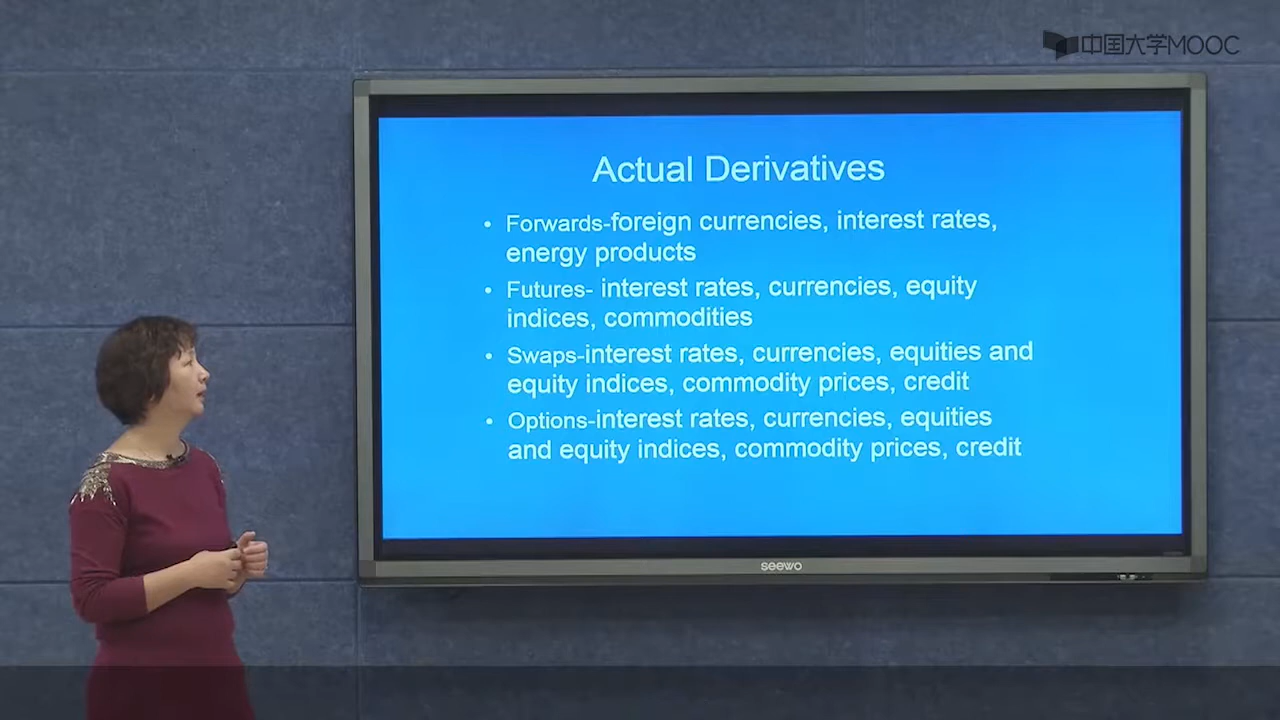 中国大学MOOC
Actual Derivatives
• Forwards-foreign currencies, interest rates,
energy products
• Futures- interest rates, currencies, equity
indices, commodities
• Swaps-interest rates, currencies, equities and
equity indices, commodity prices, credit
• Options-interest rates, currencies, equities
and equity indices, commodity prices, credit
seewo